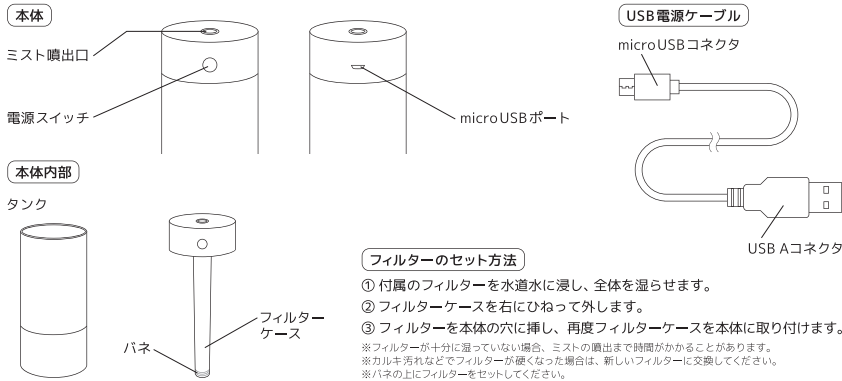 本体
ミスト噴出口
電源スイッチ
microUSBポート
USB電源ケーブル
microUSBコネクタ
USB Aコネクタ
本体内部
タンク
フィルター
ケース
バネ
フィルターのセット方法
① 付属のフィルターを水道水に浸し、全体を湿らせます。
② フィルターケースを右にひねって外します。
③ フィルターを本体の穴に挿し、再度フィルターケースを本体に取り付けます。
※フィルターが十分に湿っていない場合、ミストの噴出まで時間がかかることがあります。
※カルキ汚れなどでフィルターが硬くなった場合は、新しいフィルターに交換してください。
※バネの上にフィルターをセットしてください。